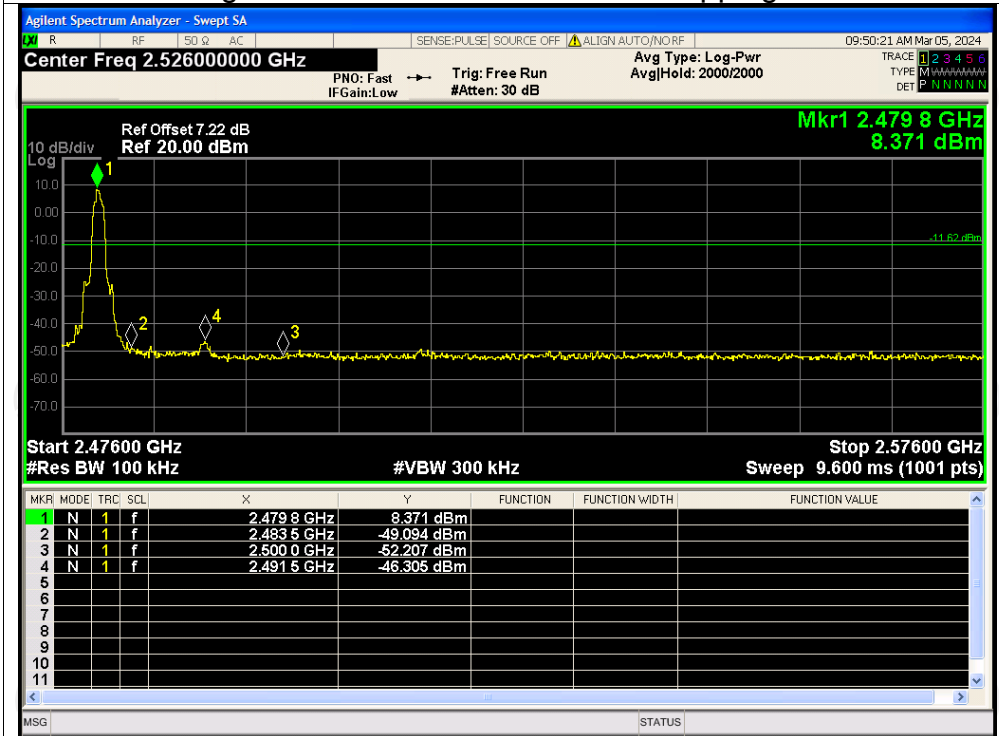 Agilent Spectrum Analyzer - Swept SA
LXI R RF 50 Ω AC SENSE:PULSE SOURCE OFF ALIGN AUTO/NO RF 09:50:21 AM Mar 05, 2024
Center Freq 2.526000000 GHz
PNO: Fast
IFGain:Low
Trig: Free Run
#Atten: 30 dB
Avg Type: Log-Pwr
Avg|Hold: 2000/2000
TRACE 1 2 3 4 5 6
TYPE M
DET P N N N N N
Mkr1 2.479 8 GHz
8.371 dBm
Ref Offset 7.22 dB
10 dB/div Ref 20.00 dBm
Log
1
10.0
0.00
-10.0
-11.62 dBm
-20.0
-30.0
-40.0
2
4
3
-50.0
-60.0
-70.0
Start 2.47600 GHz Stop 2.57600 GHz
#Res BW 100 kHz #VBW 300 kHz Sweep 9.600 ms (1001 pts)
MKR MODE TRC SCL X Y FUNCTION FUNCTION WIDTH FUNCTION VALUE
1 N 1 f 2.479 8 GHz 8.371 dBm
2 N 1 f 2.483 5 GHz -49.094 dBm
3 N 1 f 2.500 0 GHz -52.207 dBm
4 N 1 f 2.491 5 GHz -46.305 dBm
5
6
7
8
9
10
11
MSG STATUS